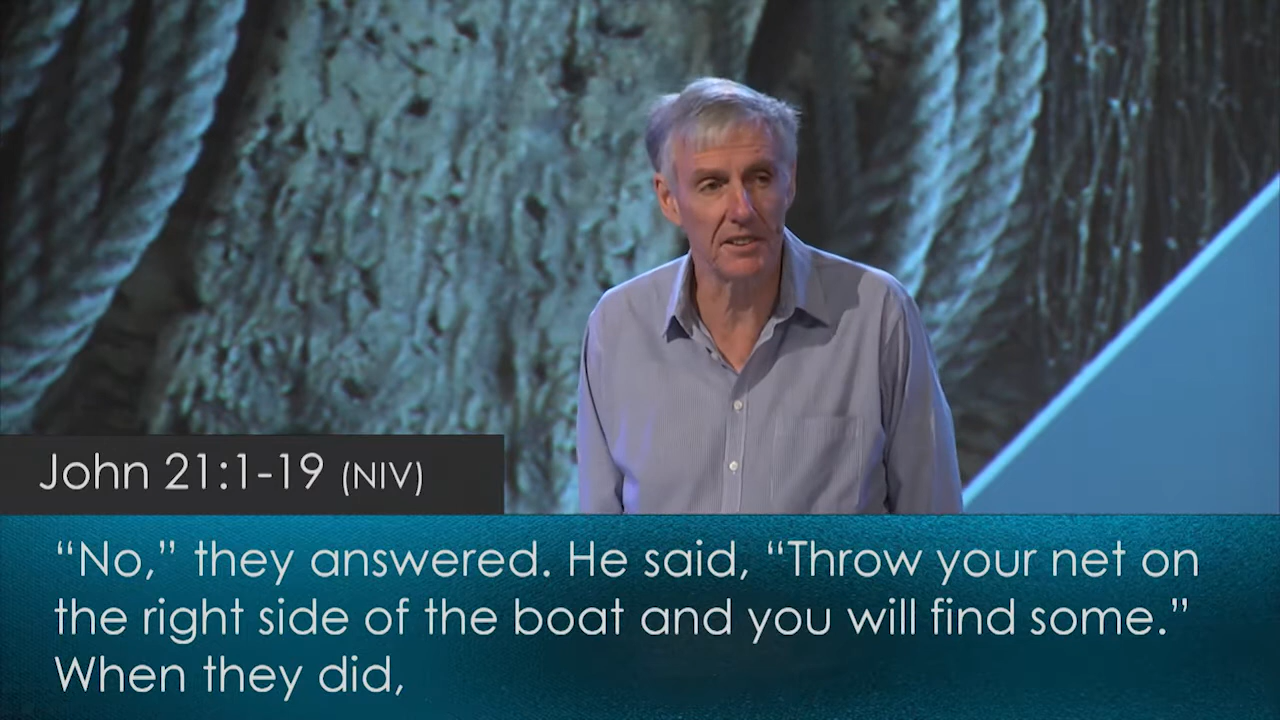 John 21:1-19 (NIV)
“No,” they answered. He said, “Throw your net on
the right side of the boat and you will find some.”
When they did,